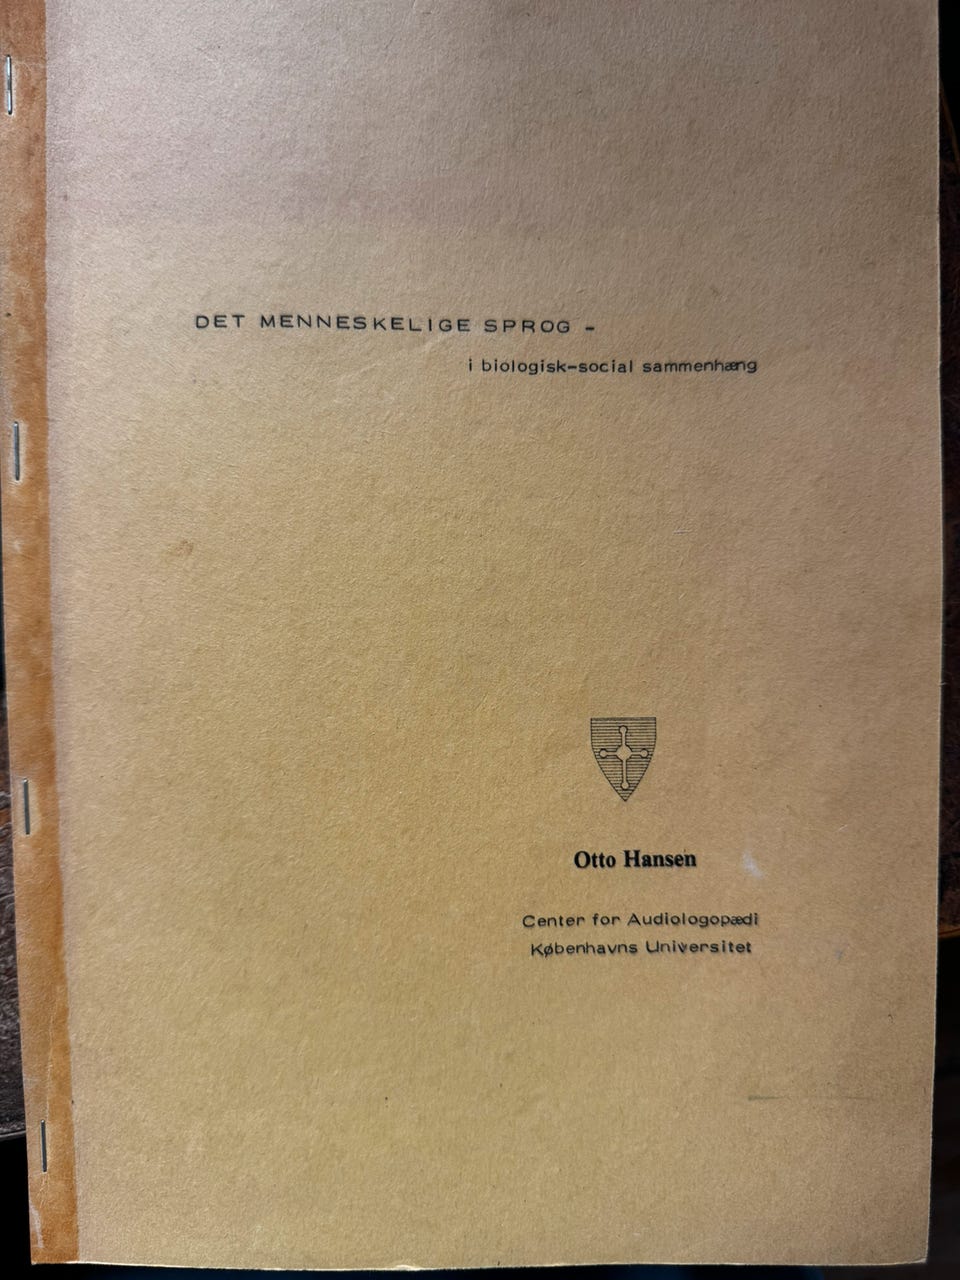 DET MENNESKELIGE SPROG –
i biologisk-social sammenhæng
Otto Hansen
Center for Audiologopædi
Københavns Universitet